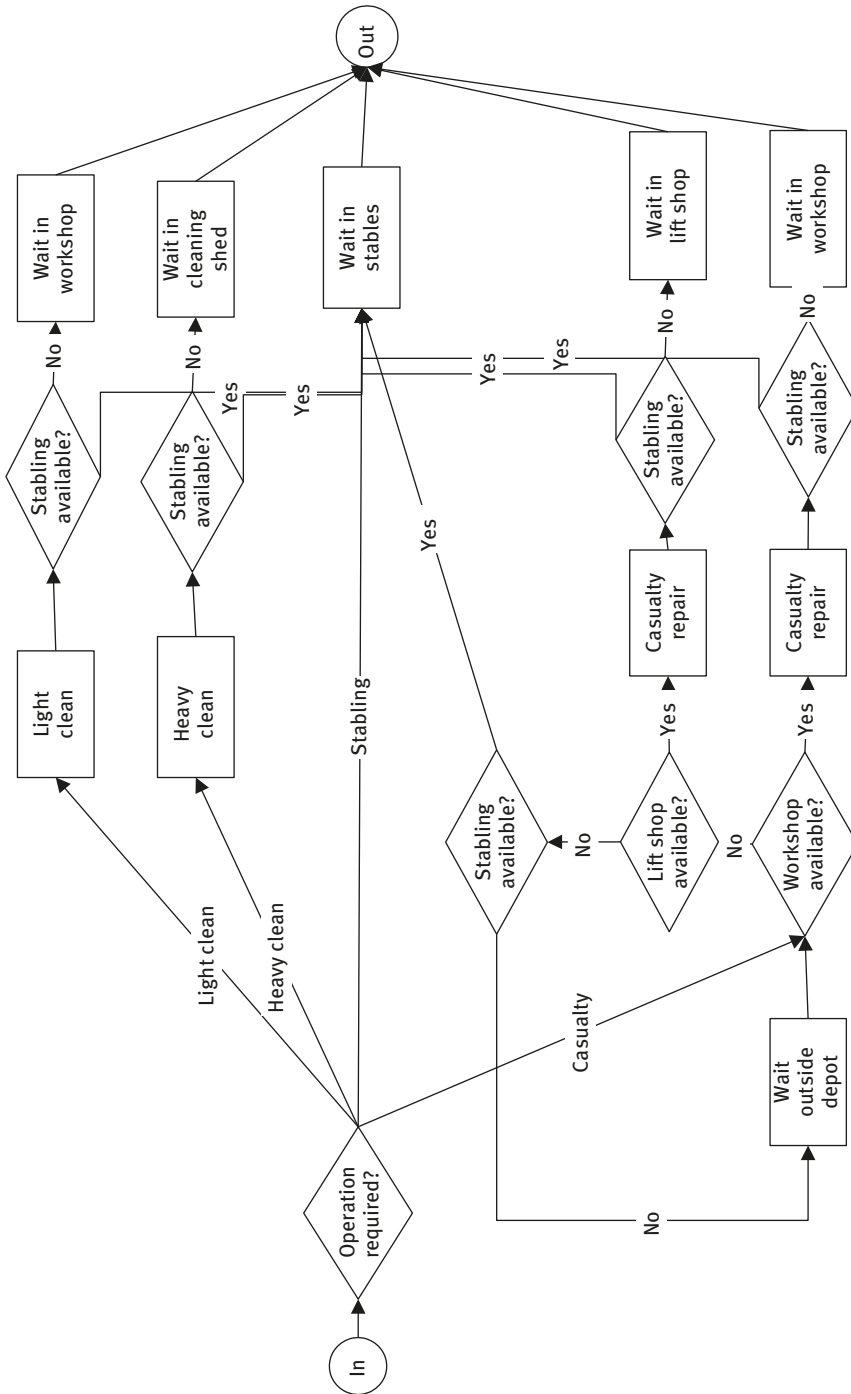 In
Operation
required?
Light clean
Heavy clean
Stabling
Casualty
No
Wait
outside
depot
Light
clean
Heavy
clean
Stabling
available?
No
Lift shop
available?
No
Workshop
available?
Yes
Yes
Yes
Casualty
repair
Casualty
repair
Stabling
available?
Stabling
available?
Stabling
available?
Stabling
available?
No
No
Yes
Yes
Yes
Yes
No
No
Wait in
workshop
Wait in
cleaning
shed
Wait in
stables
Wait in
lift shop
Wait in
workshop
Out